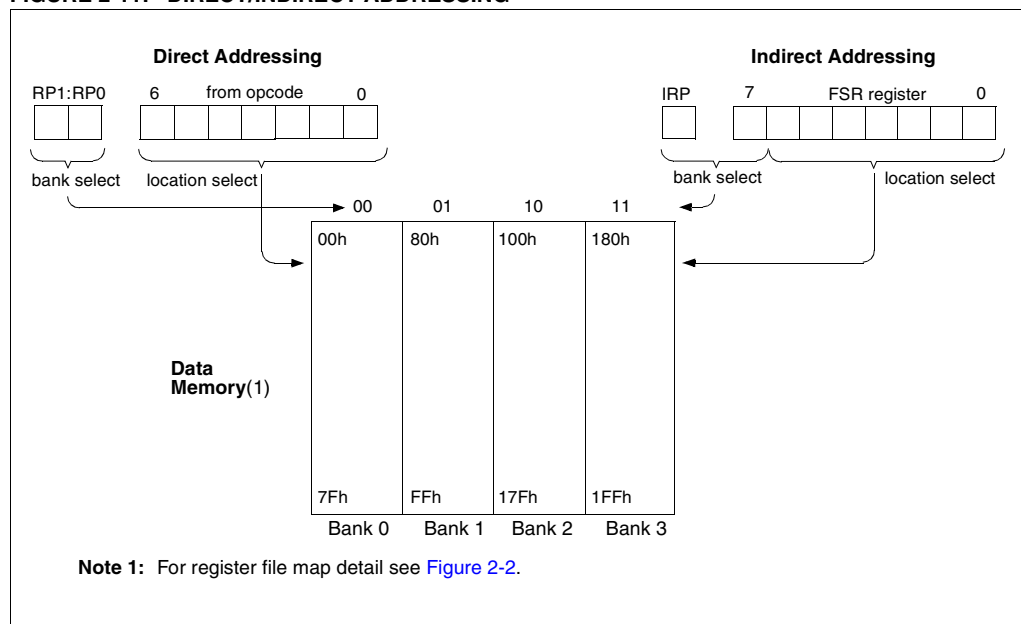 Direct Addressing
Indirect Addressing
RP1:RP0 6 from opcode 0
IRP 7 FSR register 0
bank select location select
bank select location select
00 01 10 11
00h 80h 100h 180h
Data
Memory(1)
7Fh FFh 17Fh 1FFh
Bank 0 Bank 1 Bank 2 Bank 3
Note 1: For register file map detail see Figure 2-2.